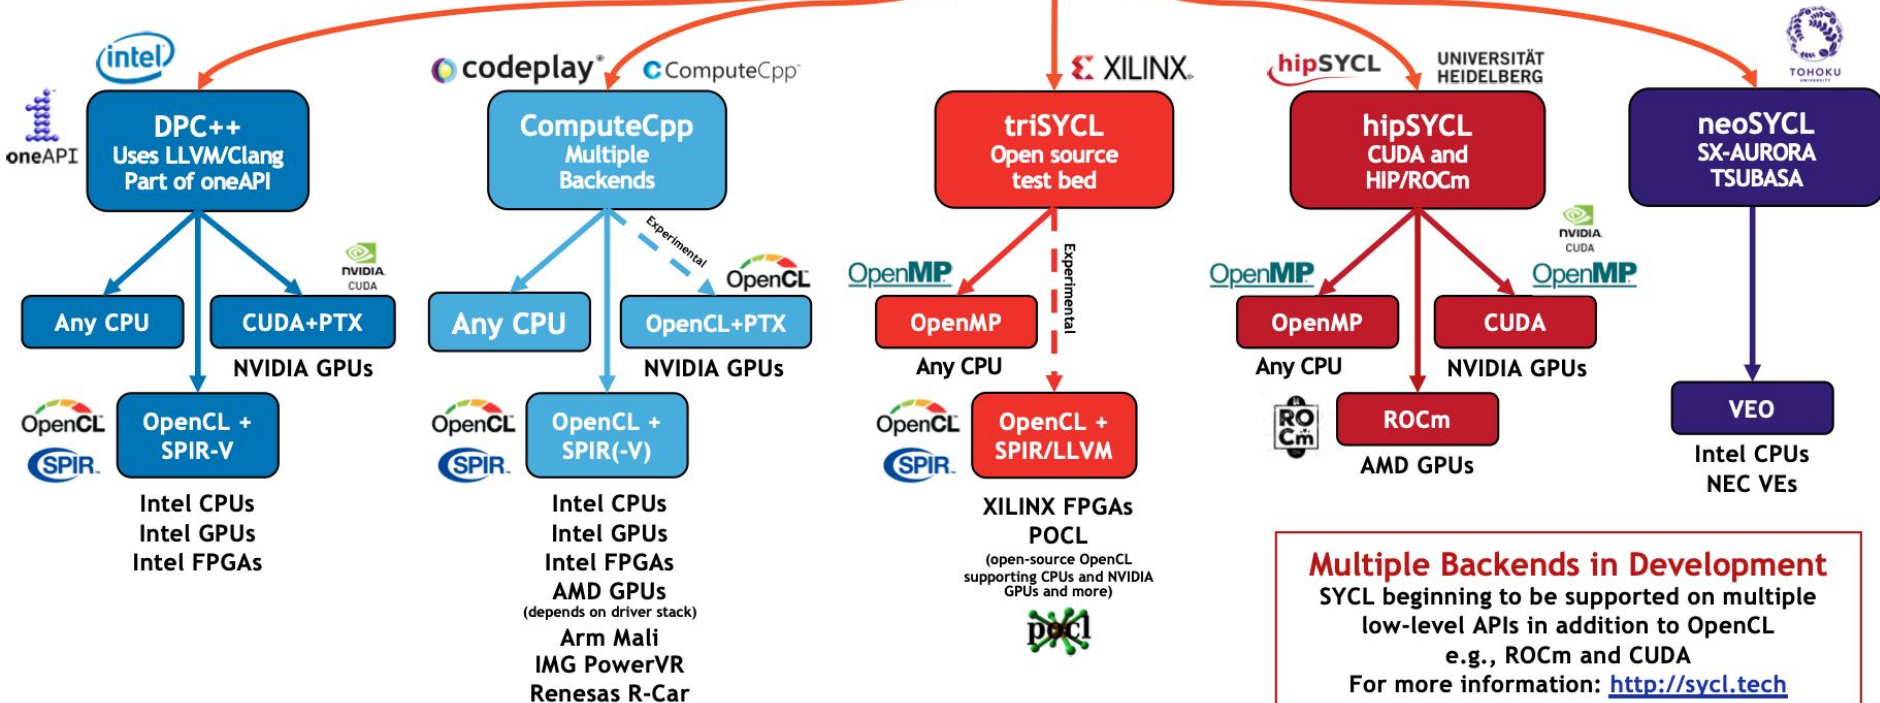 intel
oneAPI
DPC++
Uses LLVM/Clang
Part of oneAPI
NVIDIA
CUDA
Any CPU
CUDA+PTX
NVIDIA GPUs
OpenCL
SPIR
OpenCL +
SPIR-V
Intel CPUs
Intel GPUs
Intel FPGAs
codeplay
ComputeCpp
ComputeCpp
Multiple
Backends
Experimental
OpenCL
Any CPU
OpenCL+PTX
NVIDIA GPUs
OpenCL
SPIR
OpenCL +
SPIR(-V)
Intel CPUs
Intel GPUs
Intel FPGAs
AMD GPUs
(depends on driver stack)
Arm Mali
IMG PowerVR
Renesas R-Car
XILINX
triSYCL
Open source
test bed
Experimental
OpenMP
OpenMP
Any CPU
OpenCL
SPIR
OpenCL +
SPIR/LLVM
XILINX FPGAs
POCL
(open-source OpenCL
supporting CPUs and NVIDIA
GPUs and more)
pocl
hipSYCL
UNIVERSITÄT
HEIDELBERG
hipSYCL
CUDA and
HIP/ROCm
NVIDIA
CUDA
OpenMP
OpenMP
OpenMP
CUDA
Any CPU
NVIDIA GPUs
ROCm
ROCm
AMD GPUs
TOHOKU
UNIVERSITY
neoSYCL
SX-AURORA
TSUBASA
VEO
Intel CPUs
NEC VEs
Multiple Backends in Development
SYCL beginning to be supported on multiple
low-level APIs in addition to OpenCL
e.g., ROCm and CUDA
For more information: http://sycl.tech